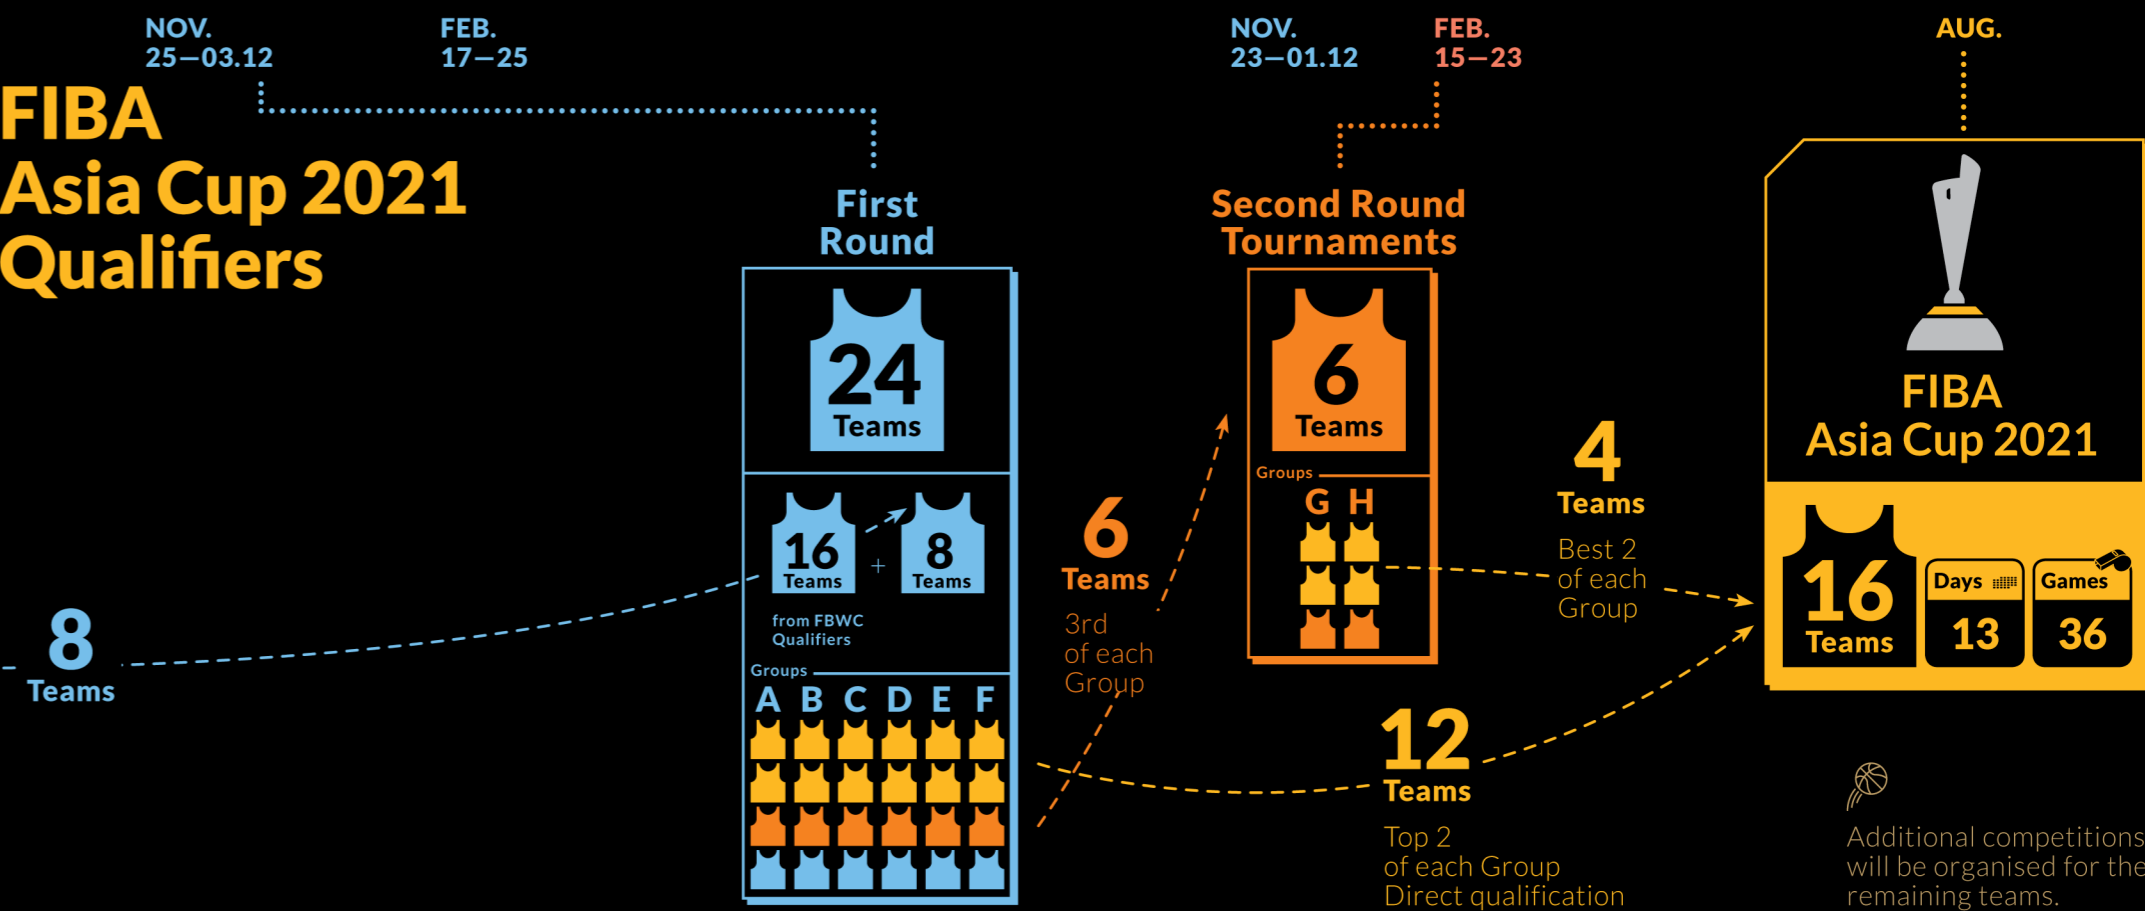 NOV.
25—03.12
FEB.
17—25
NOV.
23—01.12
FEB.
15—23
AUG.
FIBA
Asia Cup 2021
Qualifiers
8
Teams
First
Round
24
Teams
16
Teams
+
8
Teams
from FBWC
Qualifiers
Groups
A B C D E F
6
Teams
3rd
of each
Group
Second Round
Tournaments
6
Teams
Groups
G H
4
Teams
Best 2
of each
Group
12
Teams
Top 2
of each Group
Direct qualification
FIBA
Asia Cup 2021
16
Teams
Days
13
Games
36
Additional competitions
will be organised for the
remaining teams.